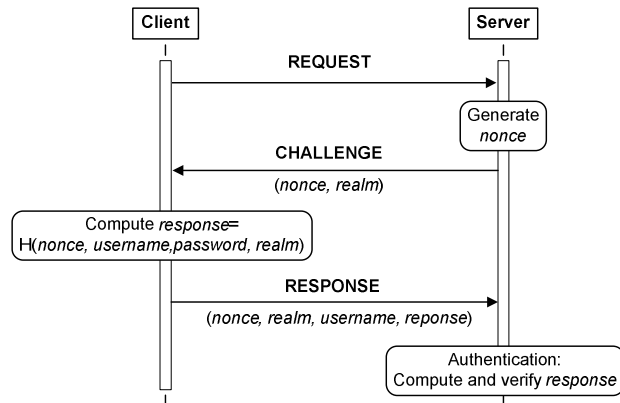 Client
Server
REQUEST
Generate
nonce
CHALLENGE
(nonce, realm)
Compute response=
H(nonce, username,password, realm)
RESPONSE
(nonce, realm, username, reponse)
Authentication:
Compute and verify response